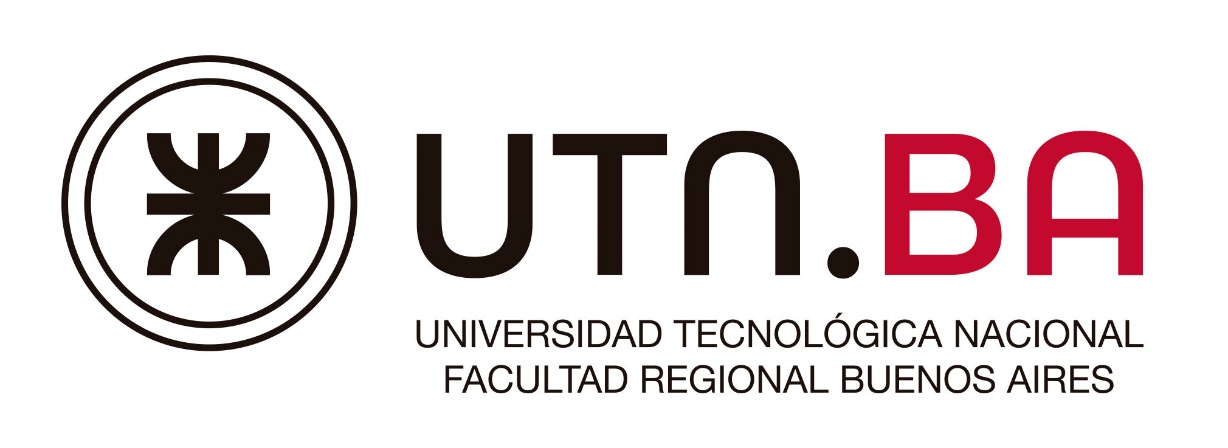 UTN.BA
UNIVERSIDAD TECNOLÓGICA NACIONAL
FACULTAD REGIONAL BUENOS AIRES